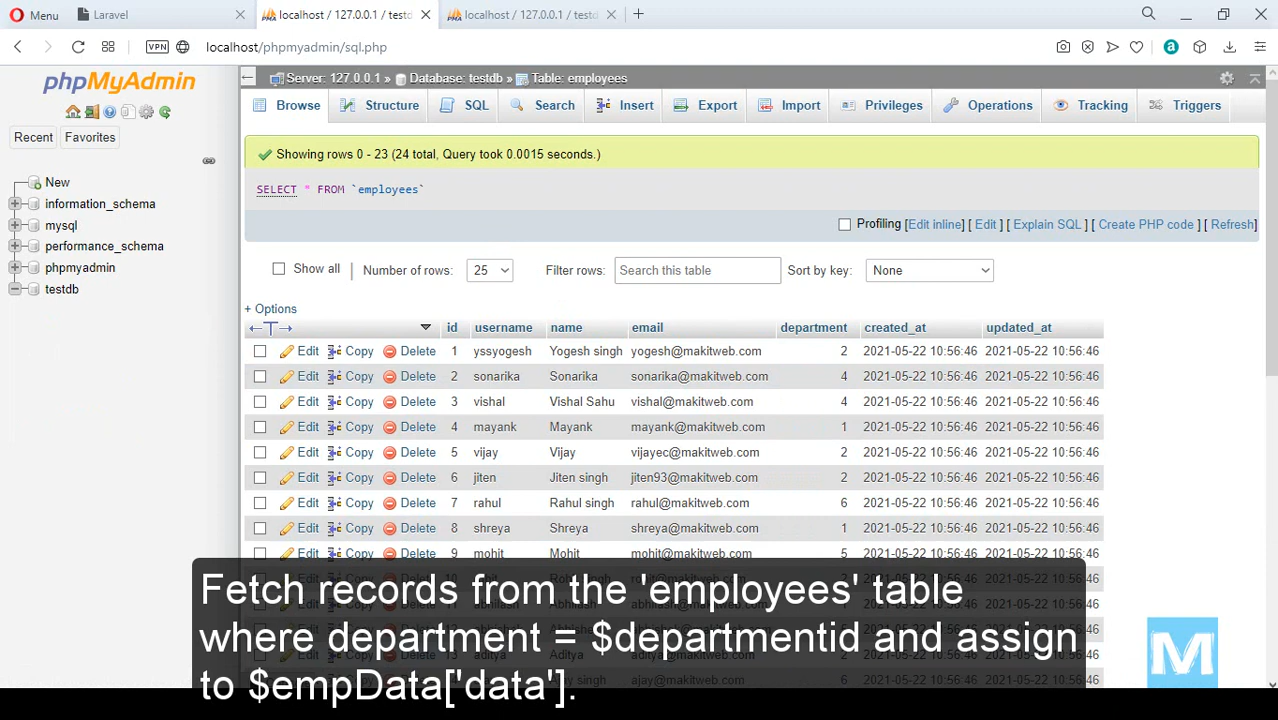 Menu Laravel localhost / 127.0.0.1 / testd localhost / 127.0.0.1 / testd
VPN localhost/phpmyadmin/sql.php
phpMyAdmin
Recent Favorites
New
information_schema
mysql
performance_schema
phpmyadmin
testdb
Server: 127.0.0.1 » Database: testdb » Table: employees
Browse Structure SQL Search Insert Export Import Privileges Operations Tracking Triggers
Showing rows 0 - 23 (24 total, Query took 0.0015 seconds.)
SELECT * FROM `employees`
Profiling [Edit inline] [ Edit ] [ Explain SQL ] [ Create PHP code ] [ Refresh]
Show all Number of rows: 25 Filter rows: Search this table Sort by key: None
+ Options
id username name email department created_at updated_at
Edit Copy Delete 1 yssyogesh Yogesh singh yogesh@makitweb.com 2 2021-05-22 10:56:46 2021-05-22 10:56:46
Edit Copy Delete 2 sonarika Sonarika sonarika@makitweb.com 4 2021-05-22 10:56:46 2021-05-22 10:56:46
Edit Copy Delete 3 vishal Vishal Sahu vishal@makitweb.com 4 2021-05-22 10:56:46 2021-05-22 10:56:46
Edit Copy Delete 4 mayank Mayank mayank@makitweb.com 1 2021-05-22 10:56:46 2021-05-22 10:56:46
Edit Copy Delete 5 vijay Vijay vijayec@makitweb.com 2 2021-05-22 10:56:46 2021-05-22 10:56:46
Edit Copy Delete 6 jiten Jiten singh jiten93@makitweb.com 2 2021-05-22 10:56:46 2021-05-22 10:56:46
Edit Copy Delete 7 rahul Rahul singh rahul@makitweb.com 6 2021-05-22 10:56:46 2021-05-22 10:56:46
Edit Copy Delete 8 shreya Shreya shreya@makitweb.com 1 2021-05-22 10:56:46 2021-05-22 10:56:46
Edit Copy Delete 9 mohit Mohit mohit@makitweb.com 5 2021-05-22 10:56:46 2021-05-22 10:56:46
Fetch records from the 'employees' table
where department = $departmentid and assign
to $empData['data'].
M